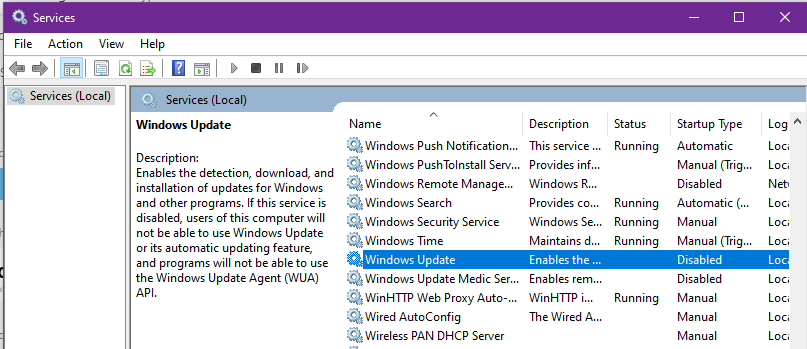 Services
File Action View Help
Services (Local)
Services (Local)
Windows Update
Description:
Enables the detection, download, and
installation of updates for Windows
and other programs. If this service is
disabled, users of this computer will
not be able to use Windows Update
or its automatic updating feature,
and programs will not be able to use
the Windows Update Agent (WUA)
API.
Name Description Status Startup Type Log
Windows Push Notification... This service ... Running Automatic Loca
Windows PushToInstall Serv... Provides inf... Manual (Trig... Loca
Windows Remote Manage... Windows R... Disabled Netw
Windows Search Provides co... Running Automatic (... Loca
Windows Security Service Windows Se... Running Manual Loca
Windows Time Maintains d... Running Manual (Trig... Loca
Windows Update Enables the ... Disabled Loca
Windows Update Medic Ser... Enables rem... Disabled Loca
WinHTTP Web Proxy Auto-... WinHTTP i... Running Manual Loca
Wired AutoConfig The Wired A... Manual Loca
Wireless PAN DHCP Server Manual Loca